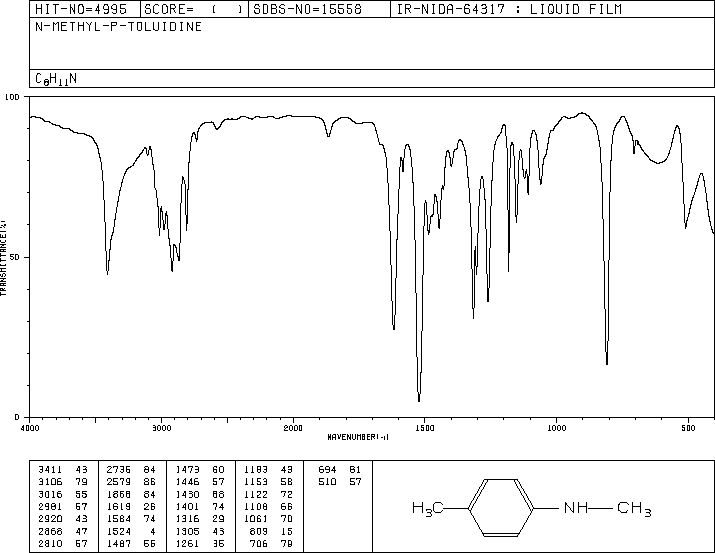 HIT-NO=4995 SCORE= ( ) SDBS-NO=15558 IR-NIDA-64317 : LIQUID FILM
N-METHYL-P-TOLUIDINE
C8H11N
100
50
0
TRANSMITTANCE(%)
4000 3000 2000 1500 1000 500
WAVENUMBER(-1)
3411 43 2736 84 1479 60 1183 43 694 81
3106 79 2579 86 1446 57 1153 58 510 57
3016 55 1868 84 1430 68 1122 72
2981 57 1619 26 1401 74 1108 66
2920 43 1584 74 1316 29 1061 70
2868 47 1524 4 1305 43 809 15
2810 57 1487 55 1261 35 706 79
H3C NH CH3